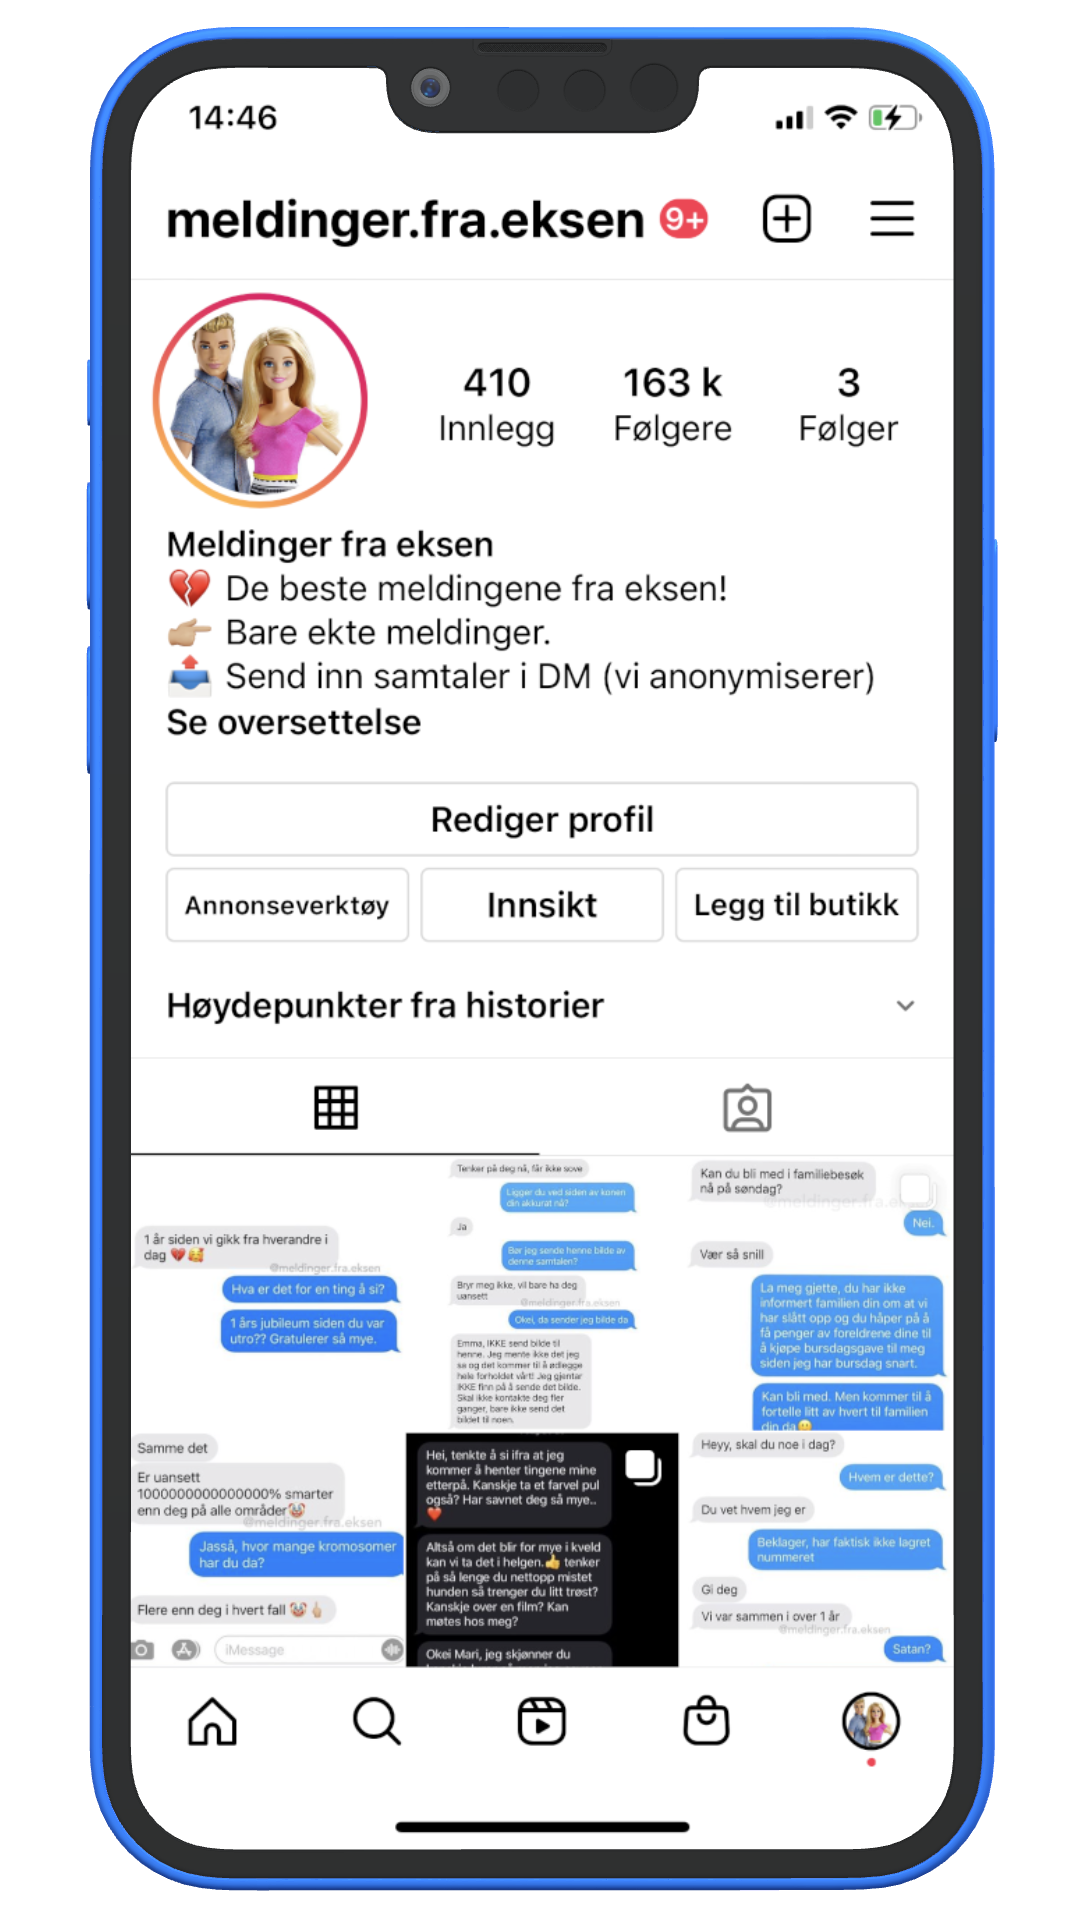 14:46
meldinger.fra.eksen 9+
410 163 k 3
Innlegg Følgere Følger
Meldinger fra eksen
💔 De beste meldingene fra eksen!
👉🏼 Bare ekte meldinger.
📤 Send inn samtaler i DM (vi anonymiserer)
Se oversettelse
Rediger profil
Annonseverktøy Innsikt Legg til butikk
Høydepunkter fra historier
1 år siden vi gikk fra hverandre i
dag 💔🥰
@meldinger.fra.eksen
Hva er det for en ting å si?
1 års jubileum siden du var
utro?? Gratulerer så mye.
Tenker på deg nå, får ikke sove
Ligger du ved siden av konen
din akkurat nå?
Ja
Bør jeg sende henne bilde av
denne samtalen?
Bryr meg ikke, vil bare ha deg
uansett
@meldinger.fra.eksen
Okei, da sender jeg bilde da
Emma, IKKE send bilde til
henne. Jeg mente ikke det jeg
sa og det kommer til å ødlegge
hele forholdet vårt! Jeg gjentar
IKKE finn på å sende det bilde.
Skal ikke kontakte deg fler
ganger, bare ikke send det
bildet til noen.
Kan du bli med i familiebesøk
nå på søndag?
@meldinger.fra.e
Nei.
Vær så snill
La meg gjette, du har ikke
informert familien din om at vi
har slått opp og du håper på å
få penger av foreldrene dine til
å kjøpe bursdagsgave til meg
siden jeg har bursdag snart.
Kan bli med. Men kommer til å
fortelle litt av hvert til familien
din da
Samme det
Er uansett
1000000000000000% smarter
enn deg på alle områder🤡
@meldinger.fra.eksen
Jasså, hvor mange kromosomer
har du da?
Flere enn deg i hvert fall 🤡🖕🏼
iMessage
Hei, tenkte å si ifra at jeg
kommer å henter tingene mine
etterpå. Kanskje ta et farvel pul
også? Har savnet deg så mye..
❤️
Altså om det blir for mye i kveld
kan vi ta det i helgen.👍 tenker
på så lenge du nettopp mistet
hunden så trenger du litt trøst?
Kanskje over en film? Kan
møtes hos meg?
Okei Mari, jeg skjønner du
Heyy, skal du noe i dag?
Hvem er dette?
Du vet hvem jeg er
Beklager, har faktisk ikke lagret
nummeret
Gi deg
Vi var sammen i over 1 år
@meldinger.fra.eksen
Satan?